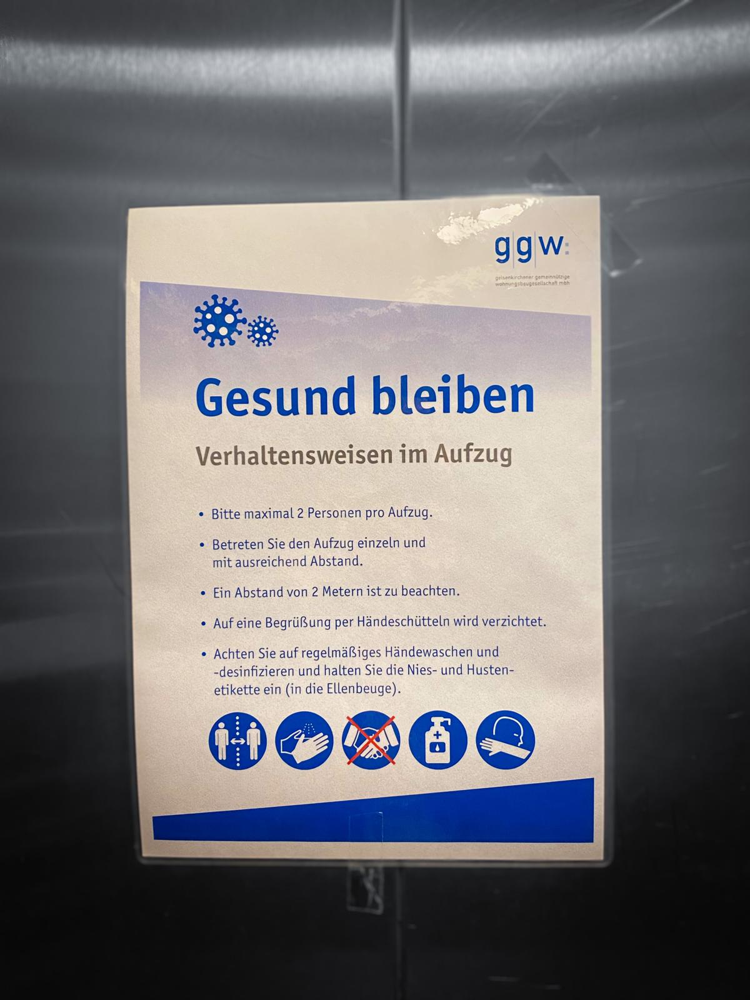 ggw:
gelsenkirchener gemeinnützige
wohnungsbaugesellschaft mbh
Gesund bleiben
Verhaltensweisen im Aufzug
• Bitte maximal 2 Personen pro Aufzug.
• Betreten Sie den Aufzug einzeln und
mit ausreichend Abstand.
• Ein Abstand von 2 Metern ist zu beachten.
• Auf eine Begrüßung per Händeschütteln wird verzichtet.
• Achten Sie auf regelmäßiges Händewaschen und
-desinfizieren und halten Sie die Nies- und Husten-
etikette ein (in die Ellenbeuge).